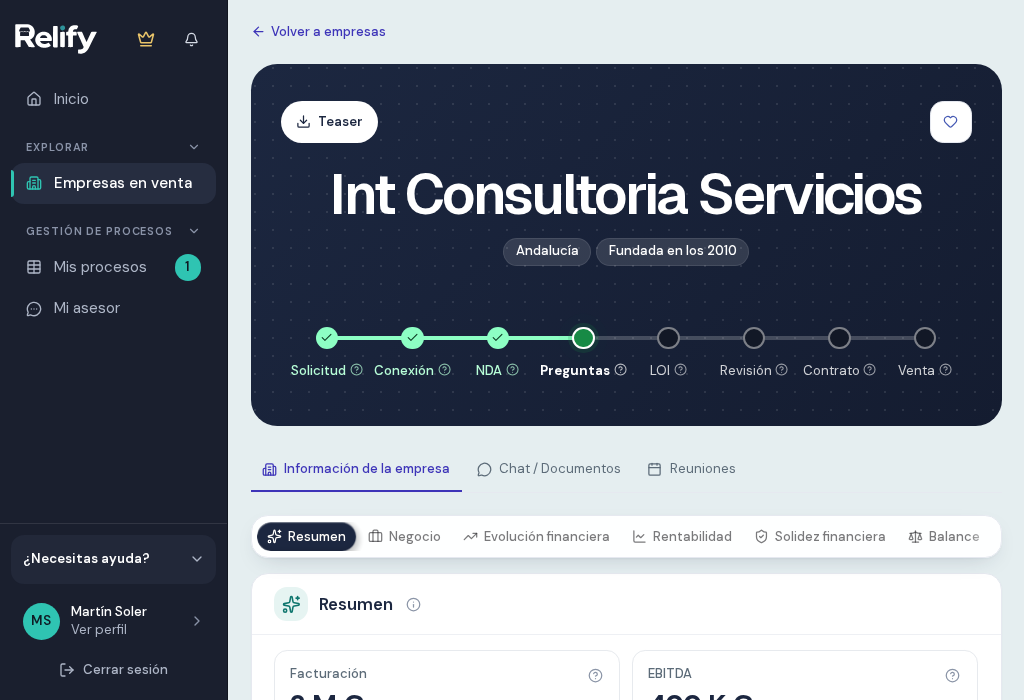 Relify
Volver a empresas
Inicio
EXPLORAR
Empresas en venta
GESTIÓN DE PROCESOS
Mis procesos 1
Mi asesor
Teaser
Int Consultoria Servicios
Andalucía Fundada en los 2010
Solicitud Conexión NDA Preguntas LOI Revisión Contrato Venta
Información de la empresa Chat / Documentos Reuniones
Resumen Negocio Evolución financiera Rentabilidad Solidez financiera Balance
Resumen
Facturación EBITDA
¿Necesitas ayuda?
MS Martín Soler
Ver perfil
Cerrar sesión